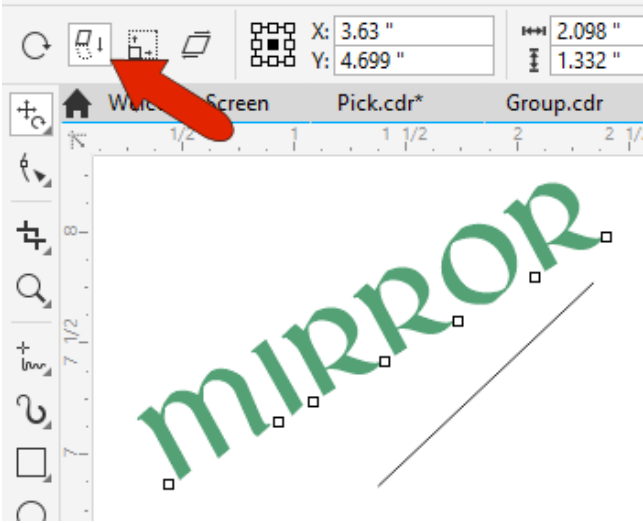 X: 3.63 " 2.098 "
Y: 4.699 " 1.332 "
Screen Pick.cdr* Group.cdr
1/2 1 1 1/2 2 2
8
7 1/2
7
MIRROR